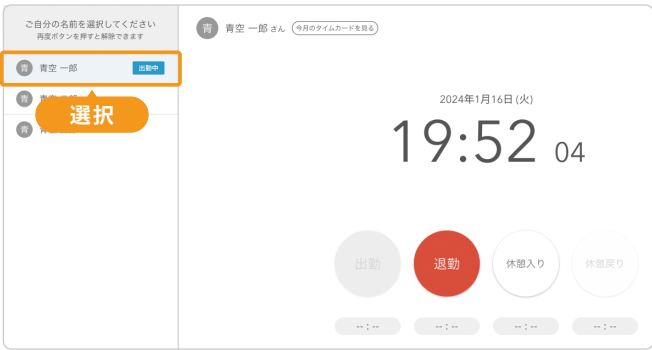 ご自分の名前を選択してください
再度ボタンを押すと解除できます
青 青空 一郎 出勤中
青
選択
青
青 青空 一郎 さん 今月のタイムカードを見る
2024年1月16日(火)
19:52 04
出勤 退勤 休憩入り 休憩戻り
--:-- --:-- --:-- --:--